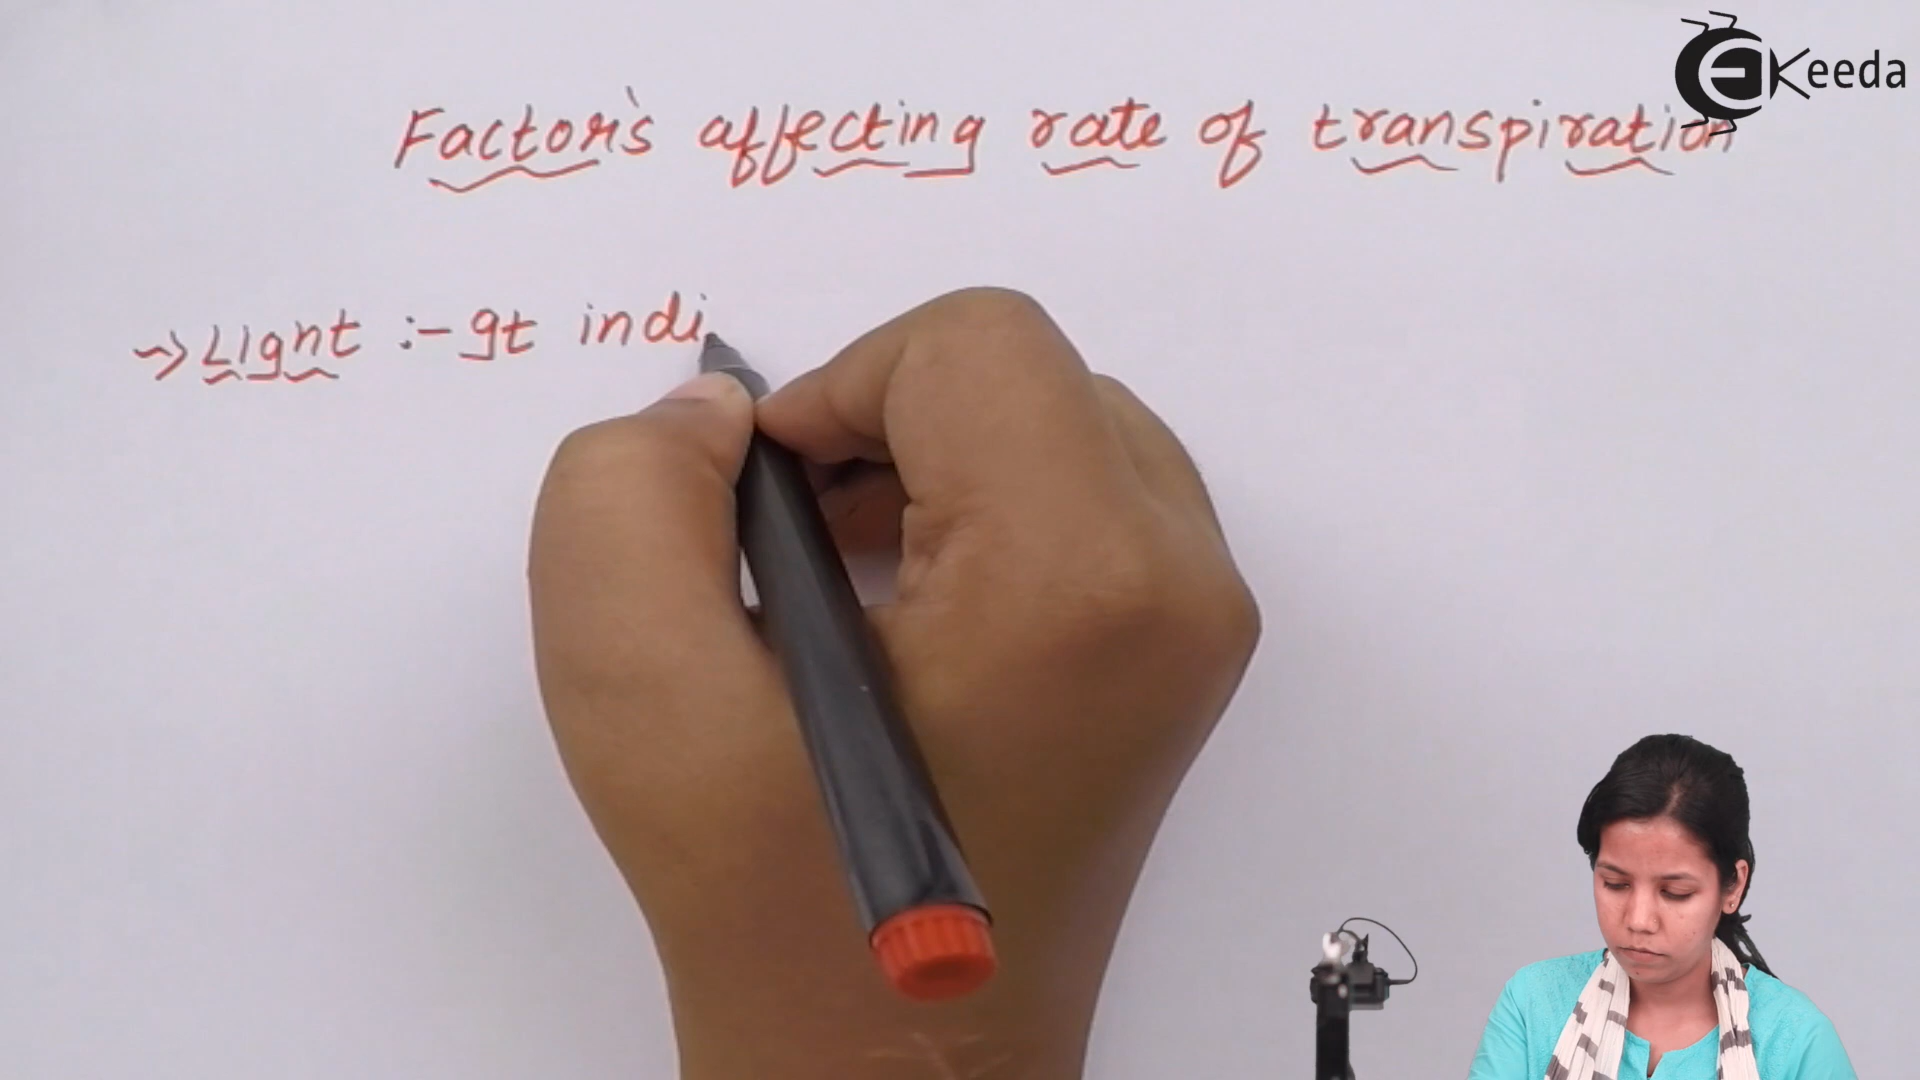 EKeeda
Factor's affecting rate of transpiration
→ Light :- It indi